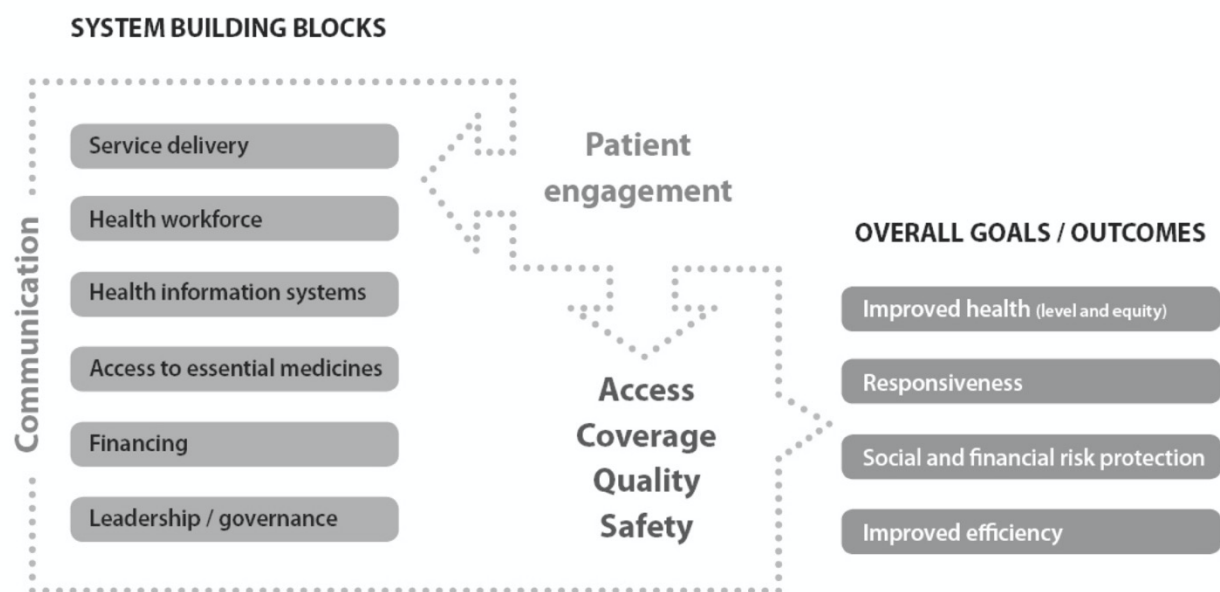 SYSTEM BUILDING BLOCKS
Communication
Service delivery
Health workforce
Health information systems
Access to essential medicines
Financing
Leadership / governance
Patient
engagement
Access
Coverage
Quality
Safety
OVERALL GOALS / OUTCOMES
Improved health (level and equity)
Responsiveness
Social and financial risk protection
Improved efficiency